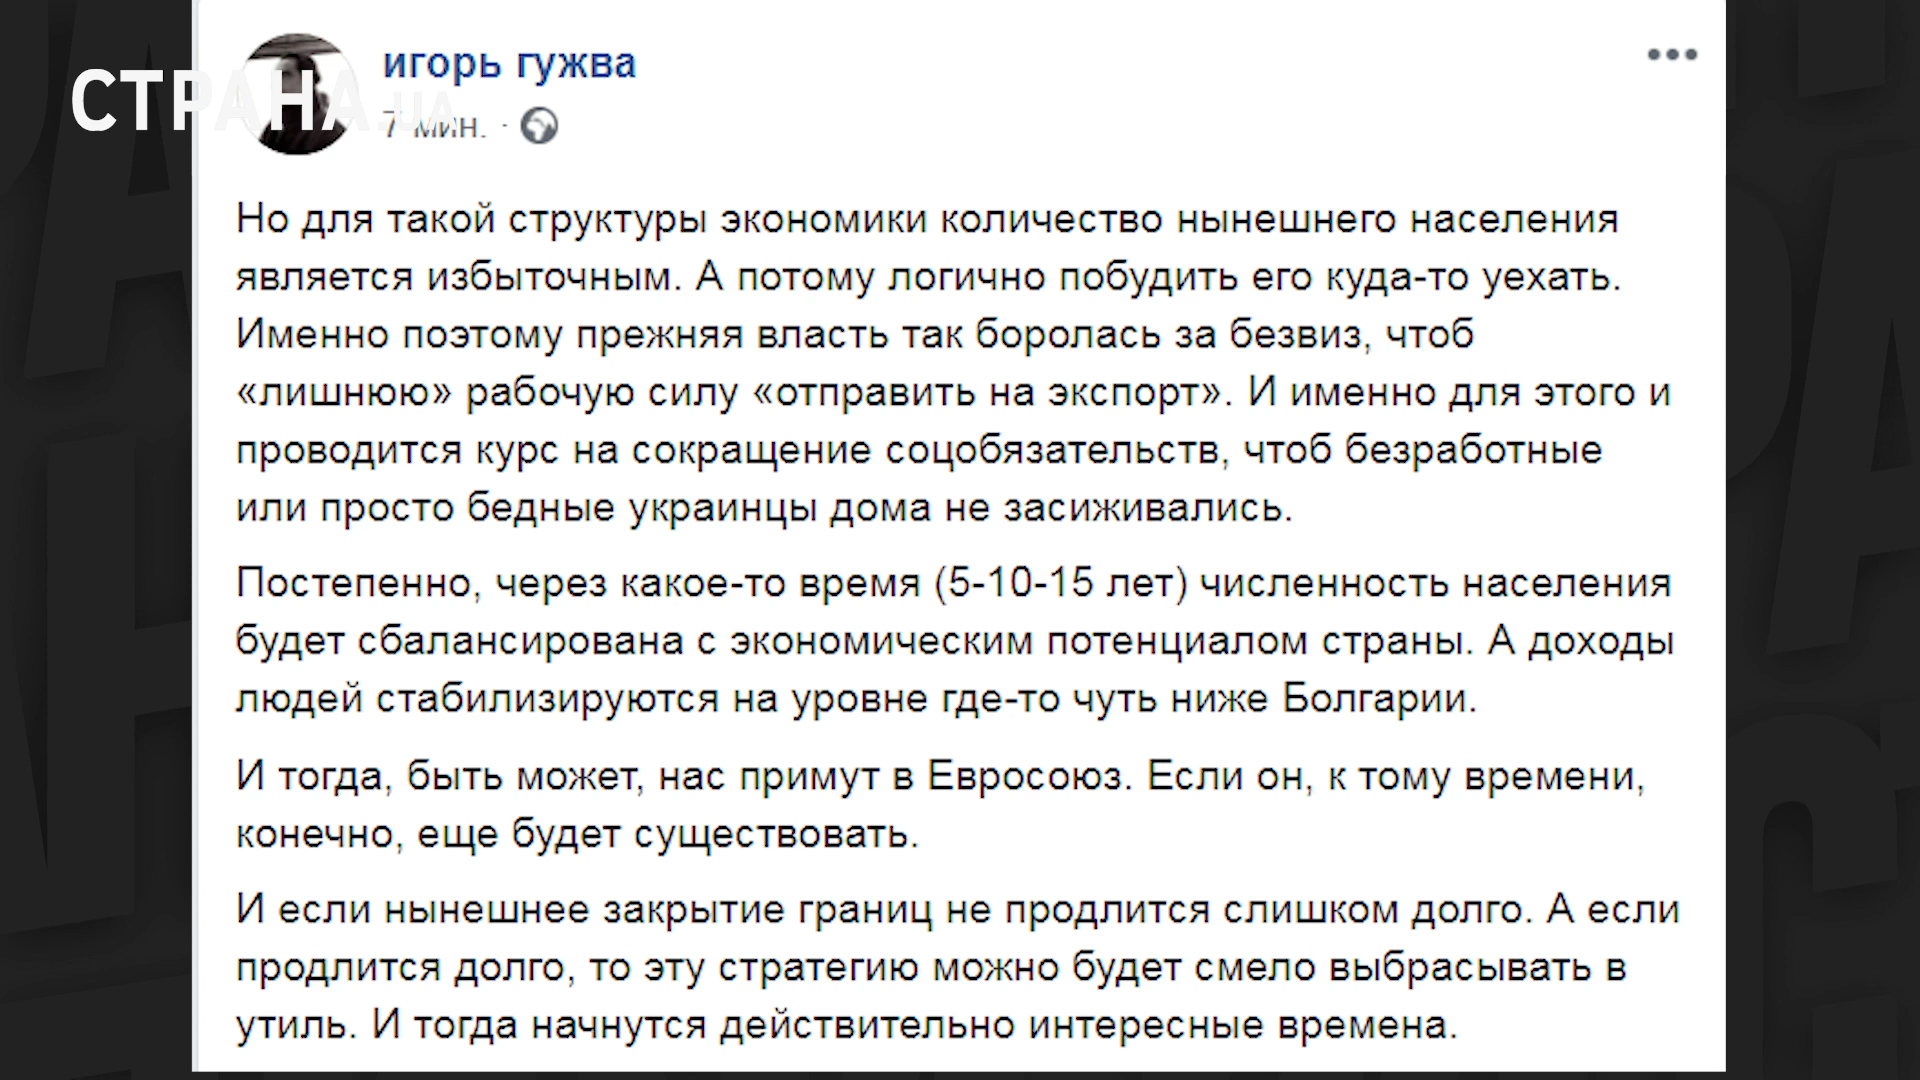 СТРАНА.UA
игорь гужва
7 мин.
Но для такой структуры экономики количество нынешнего населения
является избыточным. А потому логично побудить его куда-то уехать.
Именно поэтому прежняя власть так боролась за безвиз, чтоб
«лишнюю» рабочую силу «отправить на экспорт». И именно для этого и
проводится курс на сокращение соцобязательств, чтоб безработные
или просто бедные украинцы дома не засиживались.
Постепенно, через какое-то время (5-10-15 лет) численность населения
будет сбалансирована с экономическим потенциалом страны. А доходы
людей стабилизируются на уровне где-то чуть ниже Болгарии.
И тогда, быть может, нас примут в Евросоюз. Если он, к тому времени,
конечно, еще будет существовать.
И если нынешнее закрытие границ не продлится слишком долго. А если
продлится долго, то эту стратегию можно будет смело выбрасывать в
утиль. И тогда начнутся действительно интересные времена.